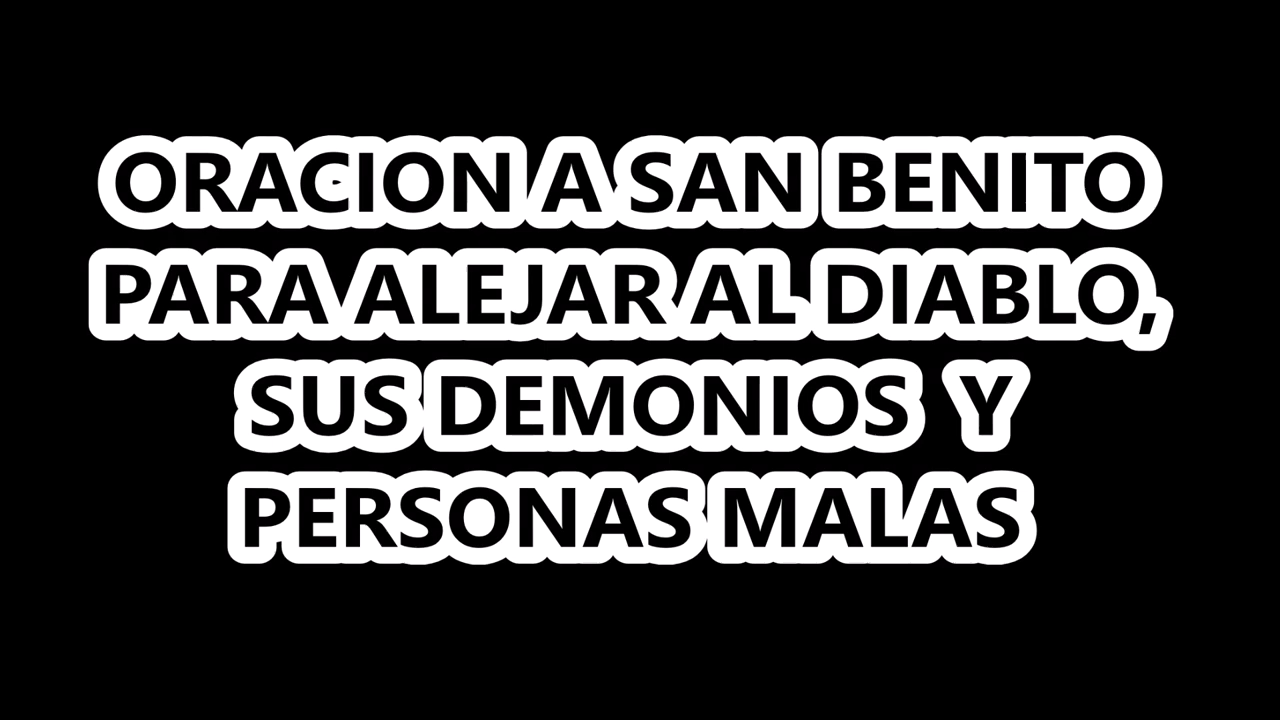 ORACION A SAN BENITO
PARA ALEJAR AL DIABLO,
SUS DEMONIOS Y
PERSONAS MALAS